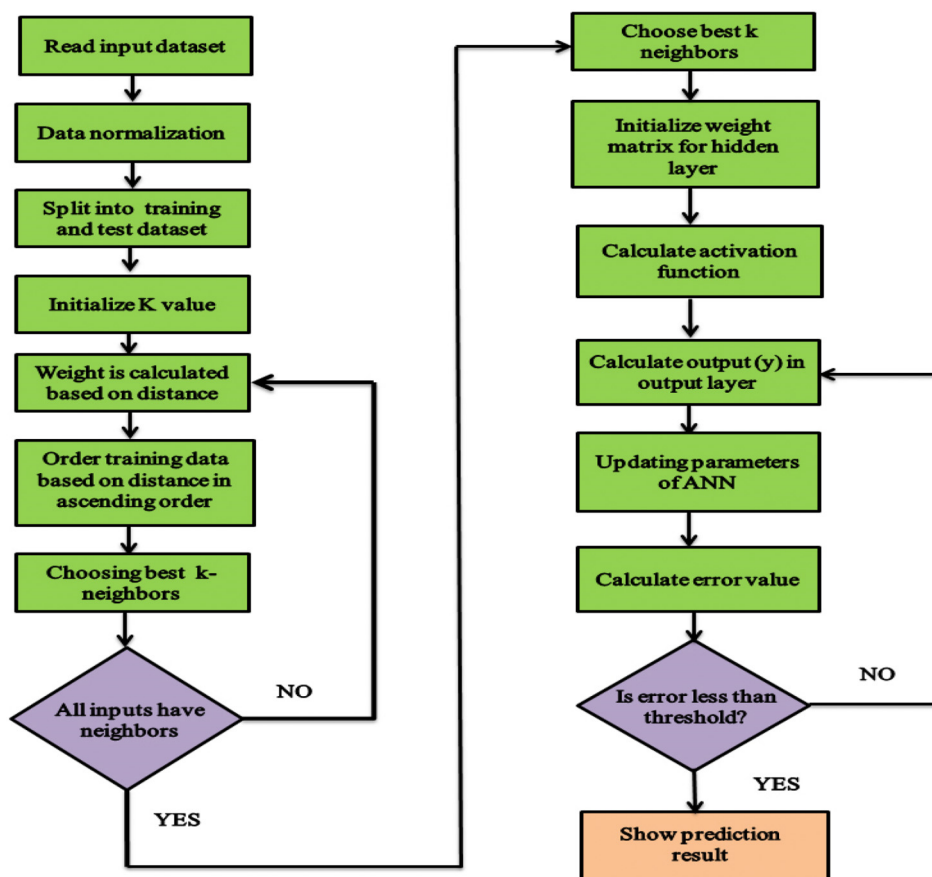 Read input dataset
Data normalization
Split into training
and test dataset
Initialize K value
Weight is calculated
based on distance
Order training data
based on distance in
ascending order
Choosing best k-
neighbors
All inputs have
neighbors
NO
YES
Choose best k
neighbors
Initialize weight
matrix for hidden
layer
Calculate activation
function
Calculate output (y) in
output layer
Updating parameters
of ANN
Calculate error value
Is error less than
threshold?
NO
YES
Show prediction
result